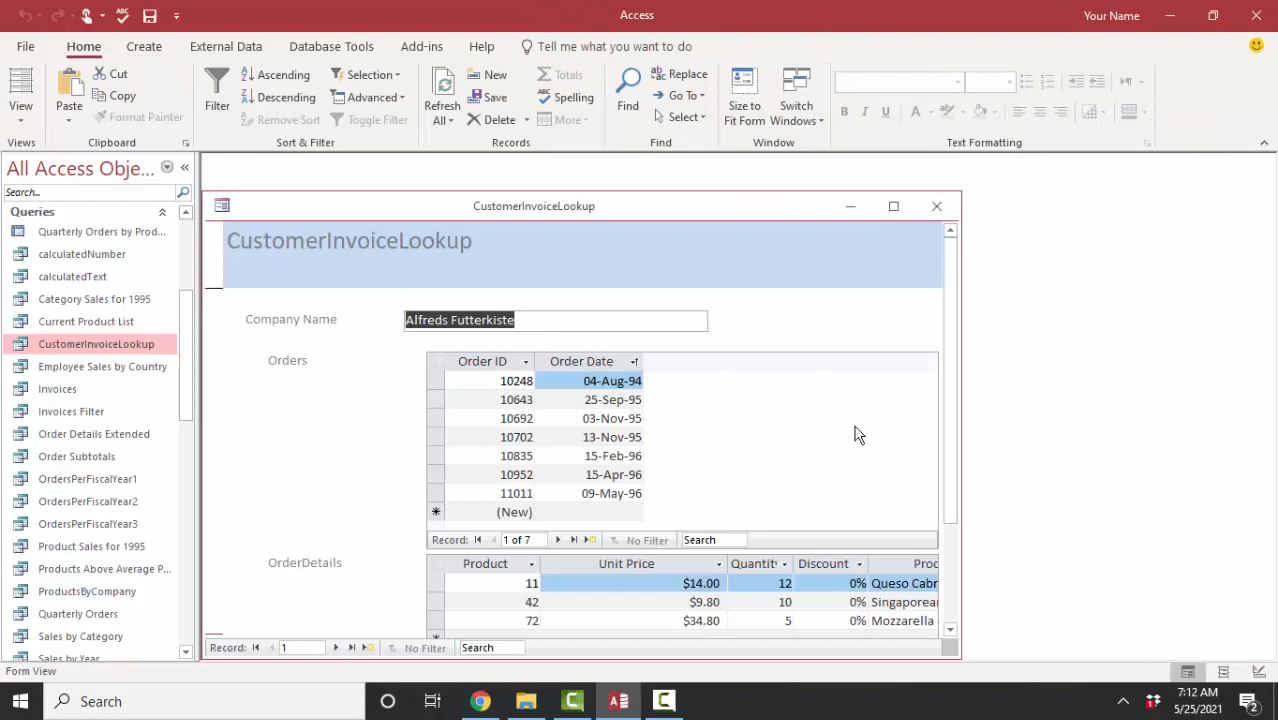 Access
Your Name
File Home Create External Data Database Tools Add-ins Help Tell me what you want to do
View
Views
Paste
Cut
Copy
Format Painter
Clipboard
Filter
Ascending
Descending
Remove Sort
Selection
Advanced
Toggle Filter
Sort & Filter
Refresh All
New
Save
Delete
Totals
Spelling
More
Records
Find
Replace
Go To
Select
Find
Size to Fit Form
Switch Windows
Window
B I U A
Text Formatting
All Access Obje...
Search...
Queries
Quarterly Orders by Prod...
calculatedNumber
calculatedText
Category Sales for 1995
Current Product List
CustomerInvoiceLookup
Employee Sales by Country
Invoices
Invoices Filter
Order Details Extended
Order Subtotals
OrdersPerFiscalYear1
OrdersPerFiscalYear2
OrdersPerFiscalYear3
Product Sales for 1995
Products Above Average P...
ProductsByCompany
Quarterly Orders
Sales by Category
Sales by Year
CustomerInvoiceLookup
CustomerInvoiceLookup
Company Name Alfreds Futterkiste
Orders
Order ID Order Date
10248 04-Aug-94
10643 25-Sep-95
10692 03-Nov-95
10702 13-Nov-95
10835 15-Feb-96
10952 15-Apr-96
11011 09-May-96
(New)
Record: 1 of 7 No Filter Search
OrderDetails
Product Unit Price Quantit Discount Proc
11 $14.00 12 0% Queso Cabr
42 $9.80 10 0% Singaporean
72 $34.80 5 0% Mozzarella
Record: 1 No Filter Search
Form View
Search
7:12 AM
5/25/2021
2